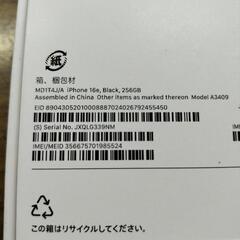 紙
箱、梱包材
MD1T4J/A iPhone 16e, Black, 256GB
Assembled in China Other items as marked thereon Model A3409
EID 89043052010008887024026792455450
(S) Serial No. JXQLG339NM
IMEI/MEID 356675701985524
この箱はリサイクルしてください。